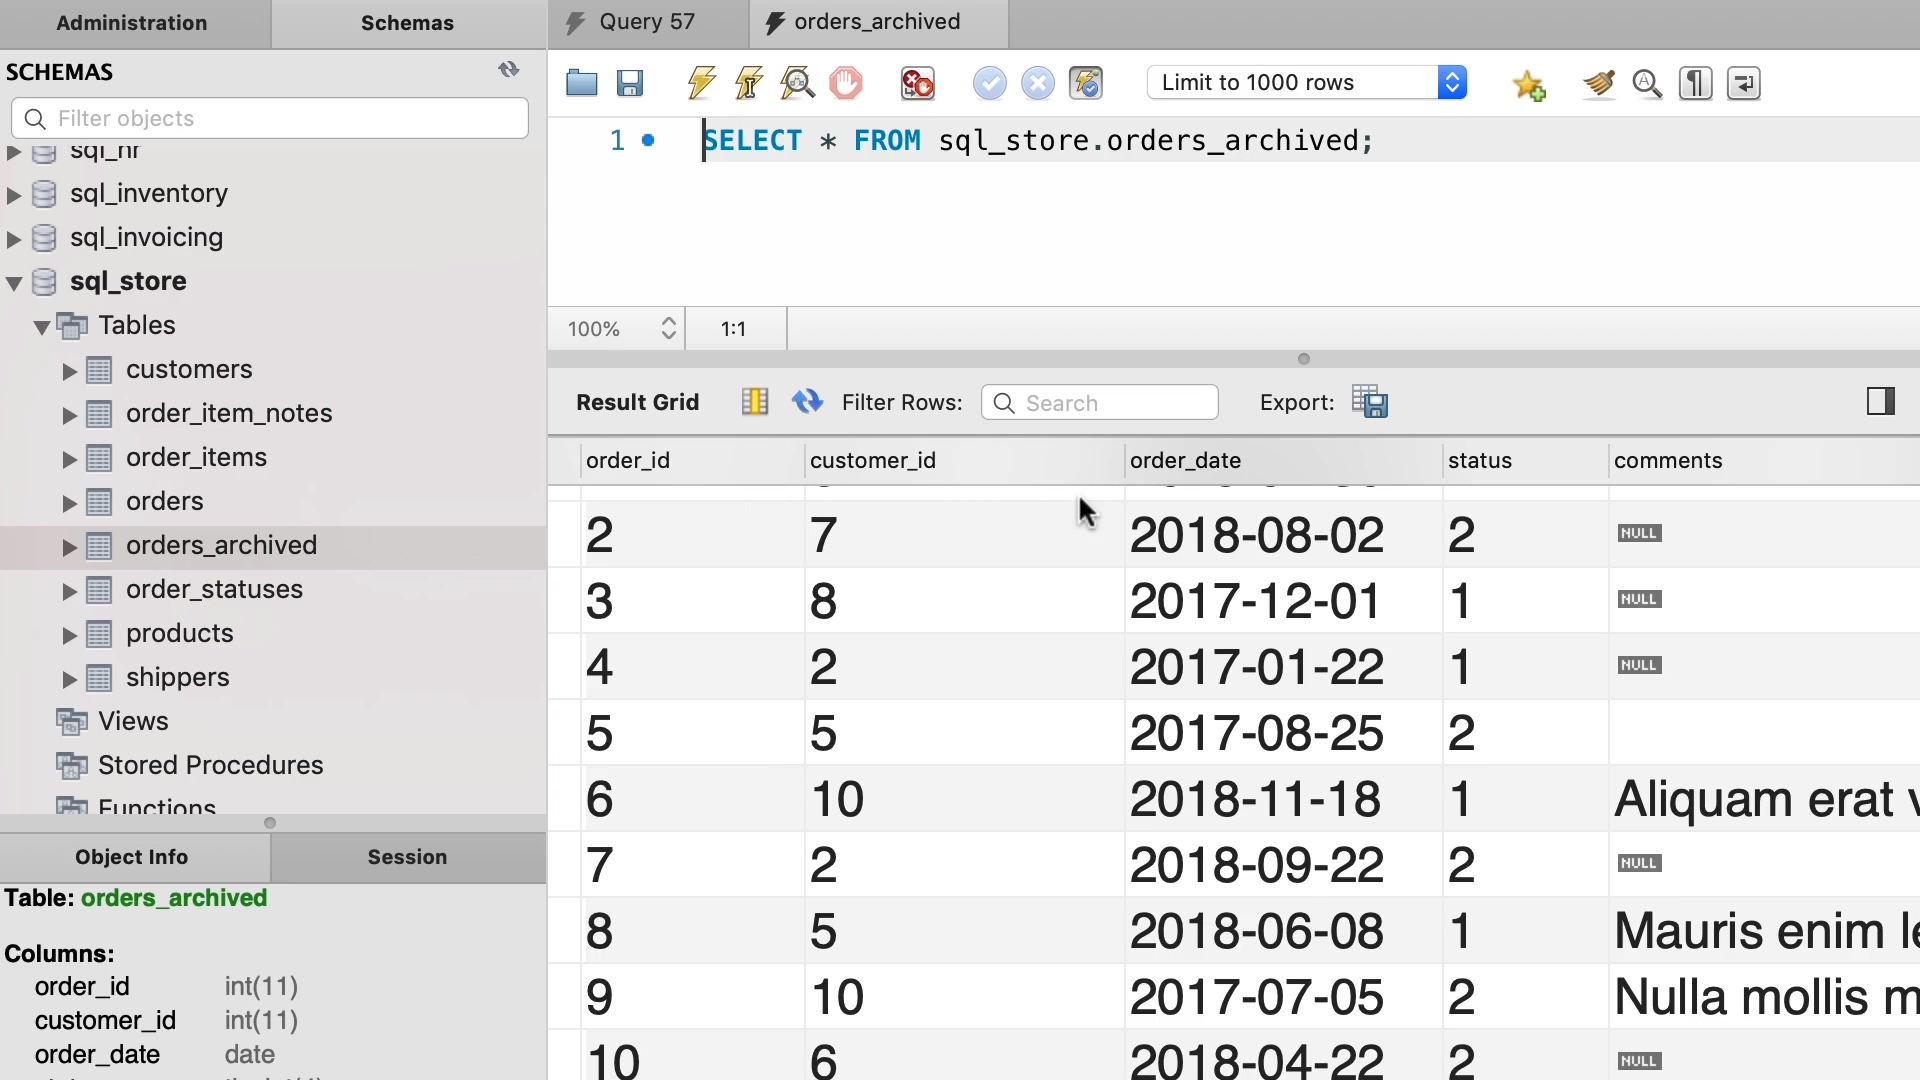 Administration
Schemas
Query 57
orders_archived
SCHEMAS
Filter objects
Limit to 1000 rows
sql_hr
sql_inventory
sql_invoicing
sql_store
Tables
customers
order_item_notes
order_items
orders
orders_archived
order_statuses
products
shippers
Views
Stored Procedures
Functions
1 SELECT * FROM sql_store.orders_archived;
100% 1:1
Result Grid Filter Rows: Search Export:
order_id customer_id order_date status comments
2 7 2018-08-02 2 NULL
3 8 2017-12-01 1 NULL
4 2 2017-01-22 1 NULL
5 5 2017-08-25 2
6 10 2018-11-18 1 Aliquam erat
7 2 2018-09-22 2 NULL
8 5 2018-06-08 1 Mauris enim
9 10 2017-07-05 2 Nulla mollis
10 6 2018-04-22 2 NULL
Object Info
Session
Table: orders_archived
Columns:
order_id int(11)
customer_id int(11)
order_date date